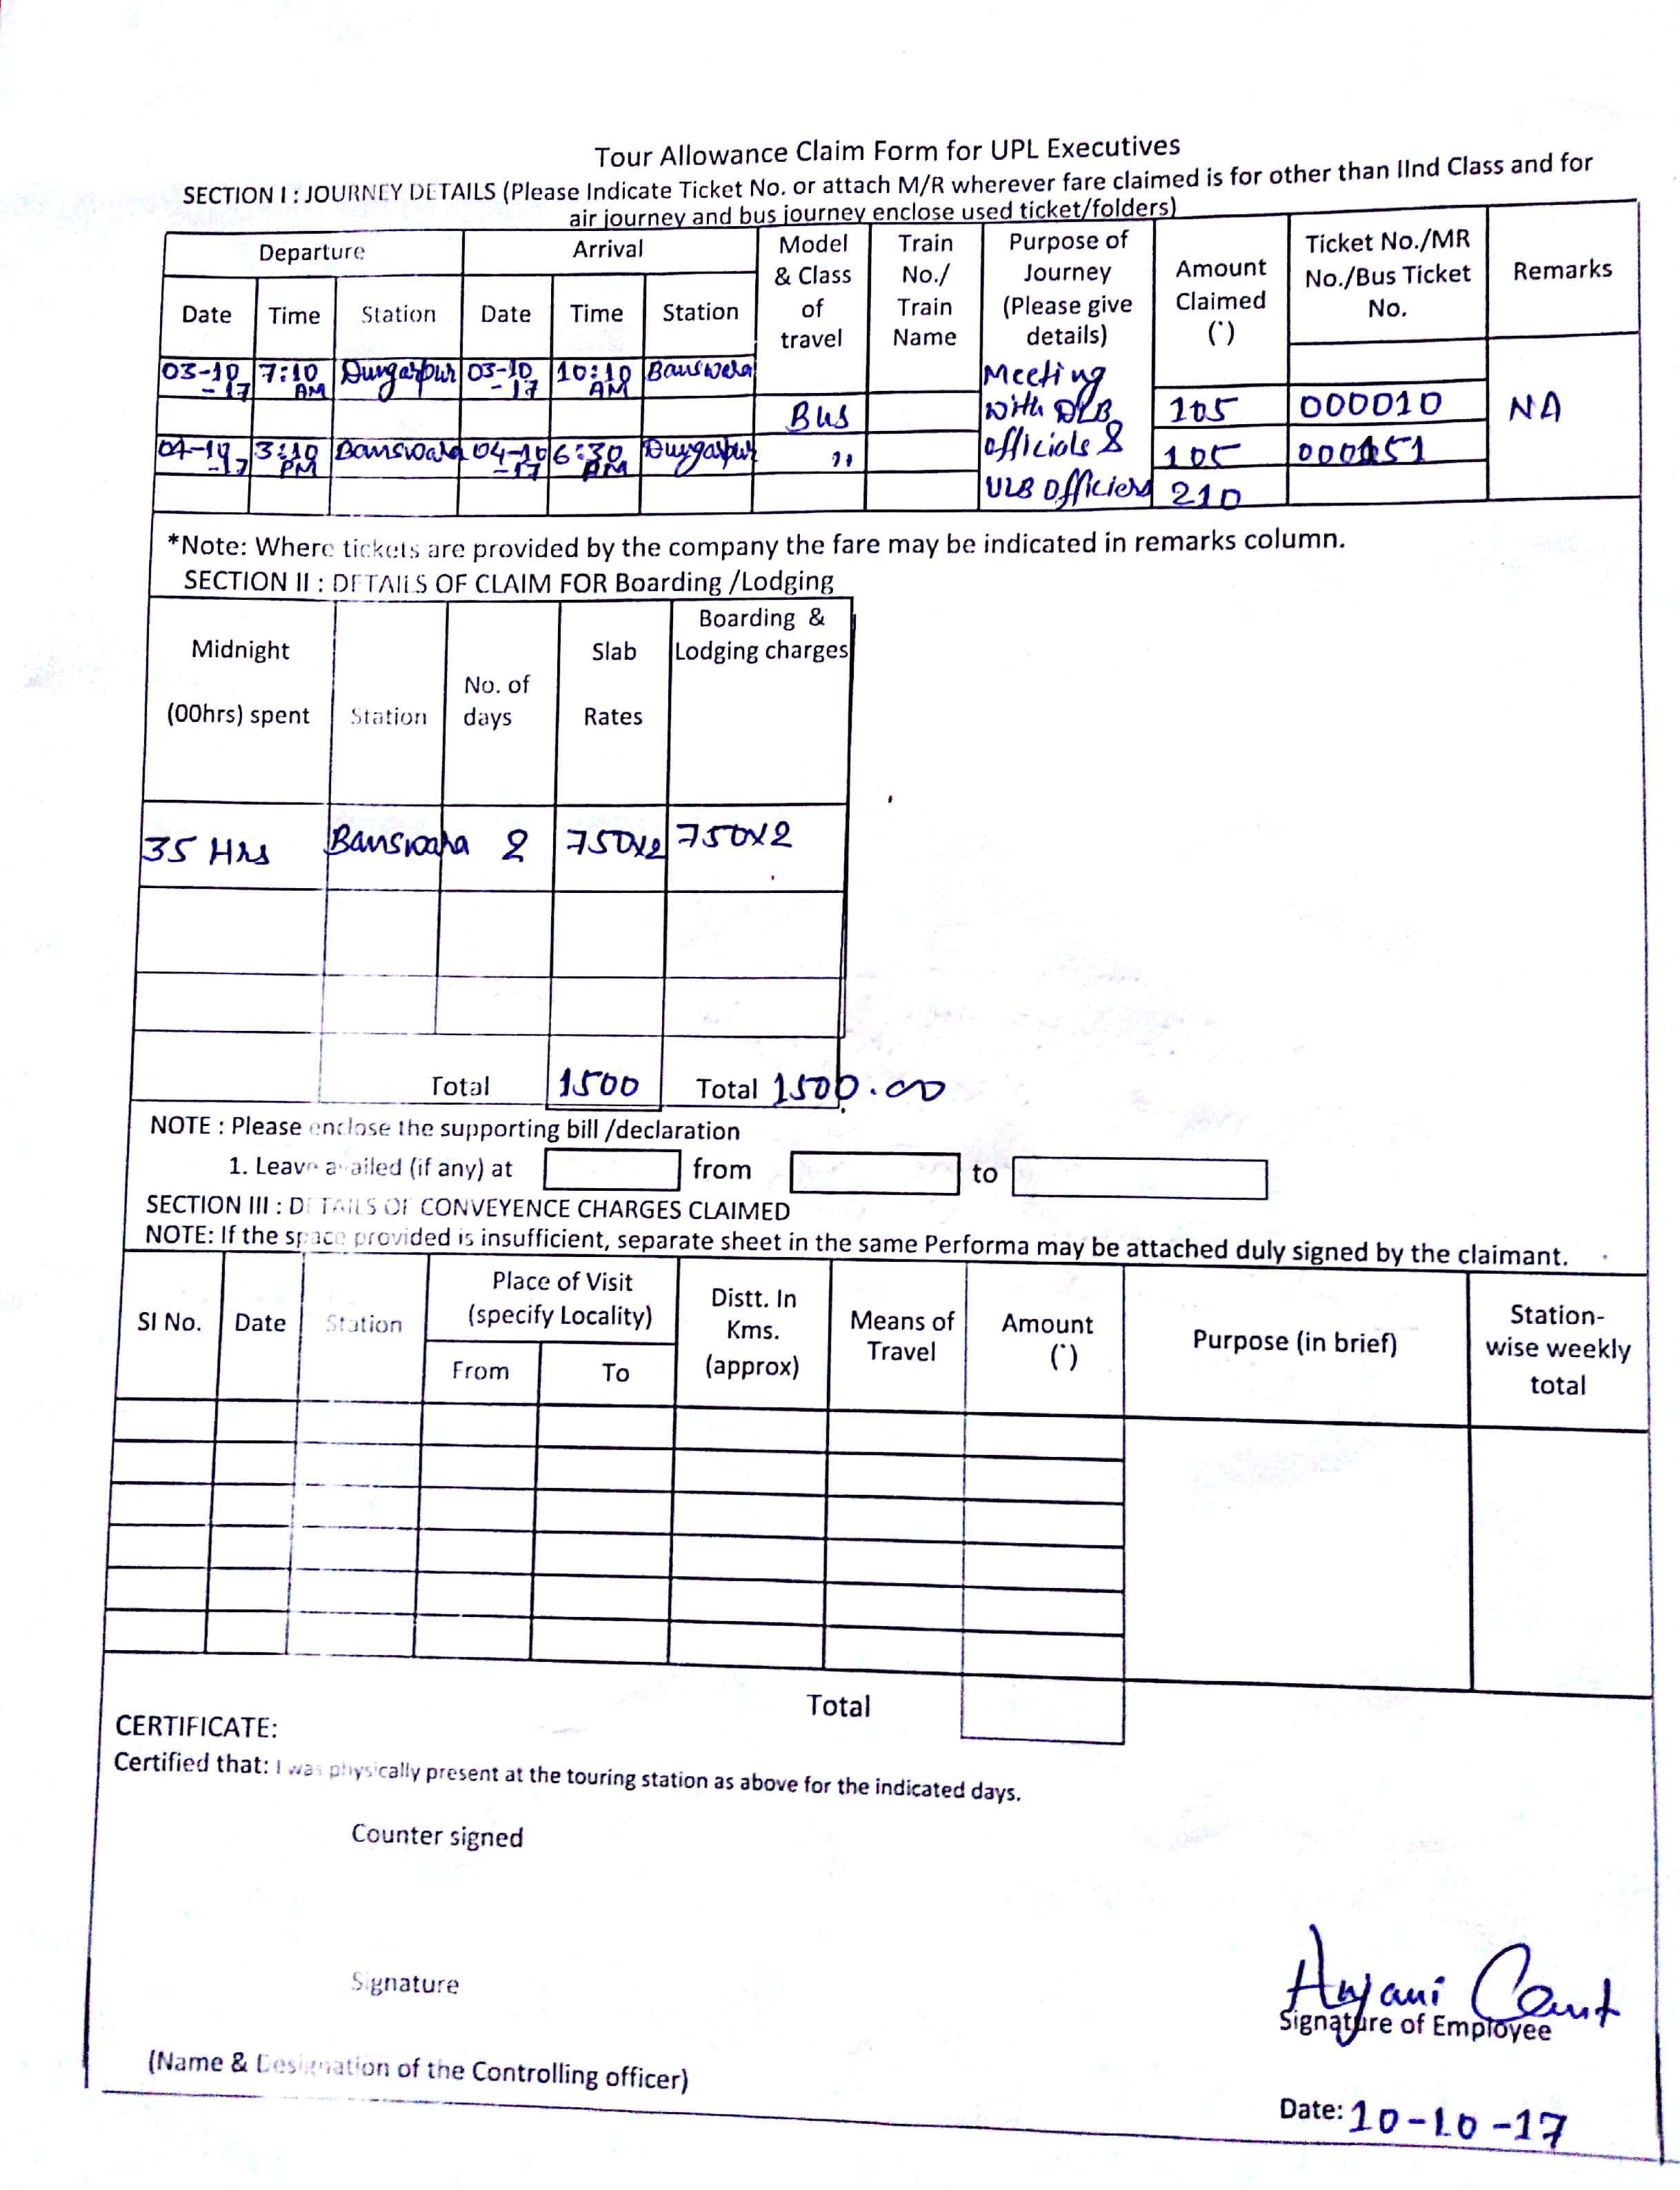 Tour Allowance Claim Form for UPL Executives
SECTION I : JOURNEY DETAILS (Please Indicate Ticket No. or attach M/R wherever fare claimed is for other than IInd Class and for
air journey and bus journey enclose used ticket/folders)
Departure Arrival Model & Class of travel Train No./ Train Name Purpose of Journey (Please give details) Amount Claimed (`) Ticket No./MR No./Bus Ticket No. Remarks
Date Time Station Date Time Station
03-10-17 7:10 AM Dungarpur 03-10-17 10:10 AM Banswara Meeting
Bus with DLB 105 000010 NA
04-10-17 3:10 PM Banswara 04-10-17 6:30 Dungarpur ,, officials & 105 000151
ULB Officiers 210
*Note: Where tickets are provided by the company the fare may be indicated in remarks column.
SECTION II : DETAILS OF CLAIM FOR Boarding /Lodging
Midnight (00hrs) spent Station No. of days Slab Rates Boarding & Lodging charges
35 Hrs Banswara 2 750x2 750x2
Total 1500 Total 1500.00
NOTE : Please enclose the supporting bill /declaration
1. Leave availed (if any) at from to
SECTION III : DETAILS OF CONVEYENCE CHARGES CLAIMED
NOTE: If the space provided is insufficient, separate sheet in the same Performa may be attached duly signed by the claimant.
Sl No. Date Station Place of Visit (specify Locality) Distt. In Kms. (approx) Means of Travel Amount (`) Purpose (in brief) Station-wise weekly total
From To
Total
CERTIFICATE:
Certified that: I was physically present at the touring station as above for the indicated days.
Counter signed
Signature
Anjani
Signature of Employee
(Name & Designation of the Controlling officer)
Date: 10-10-17